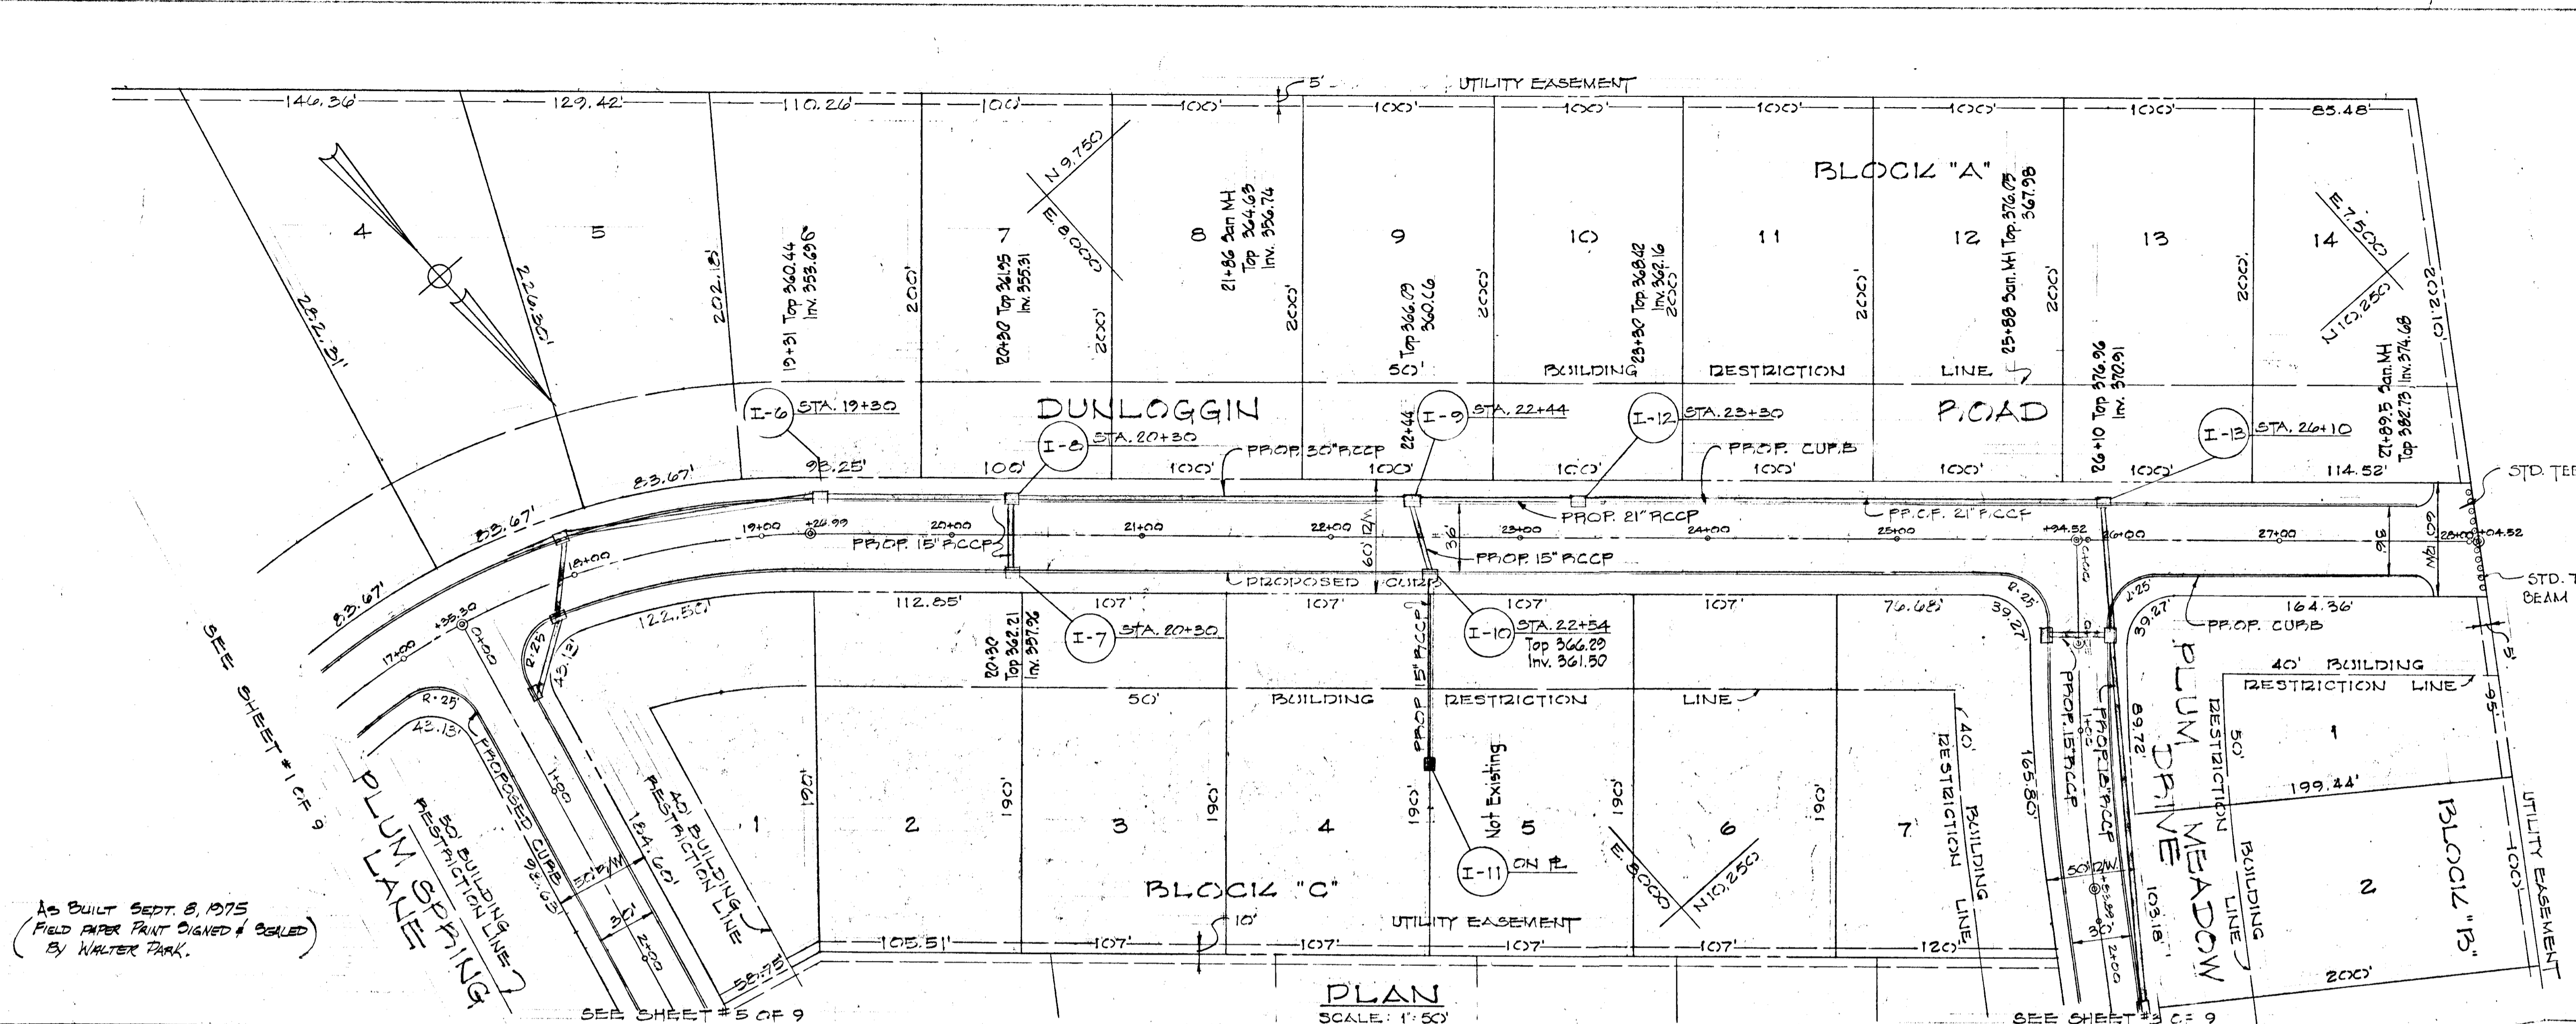 5'
UTILITY EASEMENT
146.36'
129.42'
110.26'
100'
100'
100'
100'
100'
100'
100'
85.48'
BLOCK "A"
N 9,750
E. 8,000
E. 7,500
N 10,250
4
5
7
8
9
10
11
12
13
14
282.31'
226.30'
202.18'
200'
200'
200'
200'
200'
200'
200'
200'
202.10'
19+31 Top 360.44
Inv. 353.69
20+30 Top 361.95
Inv. 355.31
21+86 San MH
Top 364.63
Inv. 356.74
Top 366.09
360.66
22+44
23+30 Top 368.42
Inv. 362.16
25+88 San. MH Top 376.05
367.98
26+10 Top 376.96
Inv. 370.91
27+89.5 San. MH
Top 382.73 Inv. 374.68
50'
BUILDING
RESTRICTION
LINE
I-6 STA. 19+30
DUNLOGGIN
ROAD
I-8 STA. 20+30
I-9 STA. 22+44
I-12 STA. 23+30
I-13 STA. 26+10
PROP. 30" RCCP
PROP. CURB
83.67'
83.67'
83.67'
98.25'
100'
100'
100'
100'
100'
100'
100'
114.52'
STD. TEE
17+00
+35.30
0+00
18+00
19+00
+24.99
20+00
21+00
22+00
23+00
24+00
25+00
+94.52
26+00
27+00
28+00
+04.52
PROP. 15" RCCP
PROP. 21" RCCP
PROP. 21" RCCP
PROP. 15" RCCP
60' R/W
36'
36'
60' R/W
PROPOSED CURB
STD. T
BEAM
122.50'
112.85'
107'
107'
107'
107'
76.68'
39.27'
R=25'
R=25'
39.27'
164.36'
PROP. CURB
5'
95'
R=25'
43.13'
R=25'
43.13'
20+30
Top 362.21
Inv. 357.96
I-7 STA. 20+30
I-10 STA. 22+54
Top 366.29
Inv. 361.50
PROP. 15" RCCP
50'
BUILDING
RESTRICTION
LINE
40' BUILDING
RESTRICTION LINE
SEE SHEET #1 OF 9
PLUM SPRING
LANE
PROPOSED CURB
98.63'
50' BUILDING
RESTRICTION LINE
50' R/W
30'
1+00
2+00
184.60'
40' BUILDING
RESTRICTION LINE
1
2
3
4
5
6
7
190'
190'
190'
190'
190'
190'
Not Existing
I-11 ON PL
E. 8,000
N 10,250
BLOCK "C"
10'
UTILITY EASEMENT
58.75'
105.51'
107'
107'
107'
107'
120'
40'
RESTRICTION
BUILDING
LINE
165.80'
0+00
PROP. 15" RCCP
1+00
PROP. 18" RCCP
89.72'
50' R/W
30'
2+00
103.18'
PLUM MEADOW
DRIVE
50'
RESTRICTION
BUILDING
LINE
1
199.44'
2
200'
BLOCK "B"
100'
UTILITY EASEMENT
AS BUILT SEPT. 8, 1975
(FIELD PAPER PRINT SIGNED & SEALED)
BY WALTER PARK.
SEE SHEET #5 OF 9
PLAN
SCALE: 1"=50'
SEE SHEET #3 OF 9